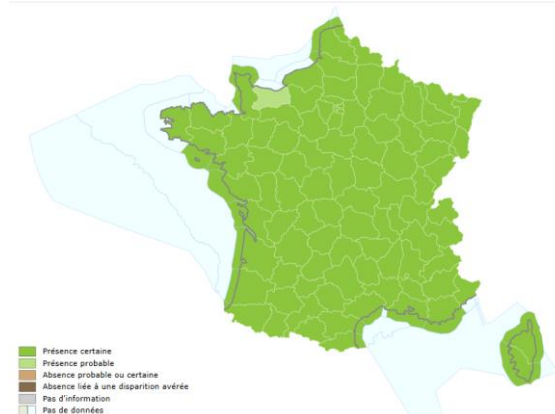 Présence certaine
Présence probable
Absence probable ou certaine
Absence liée à une disparition avérée
Pas d'information
Pas de données